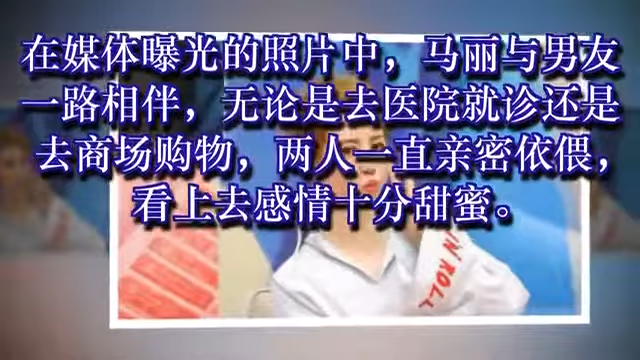 在媒体曝光的照片中，马丽与男友
一路相伴，无论是去医院就诊还是
去商场购物，两人一直亲密依偎，
看上去感情十分甜蜜。
IN ROLL